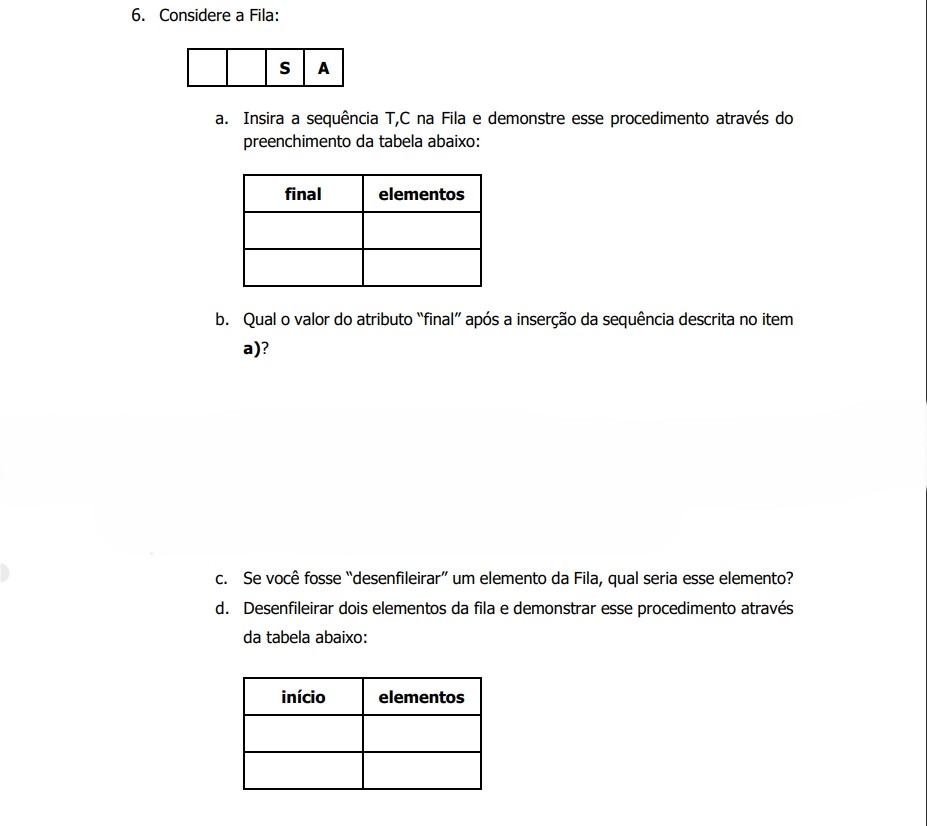 6. Considere a Fila:
S A
a. Insira a sequência T,C na Fila e demonstre esse procedimento através do
preenchimento da tabela abaixo:
final elementos
b. Qual o valor do atributo “final” após a inserção da sequência descrita no item
a)?
c. Se você fosse “desenfileirar” um elemento da Fila, qual seria esse elemento?
d. Desenfileirar dois elementos da fila e demonstrar esse procedimento através
da tabela abaixo:
início elementos